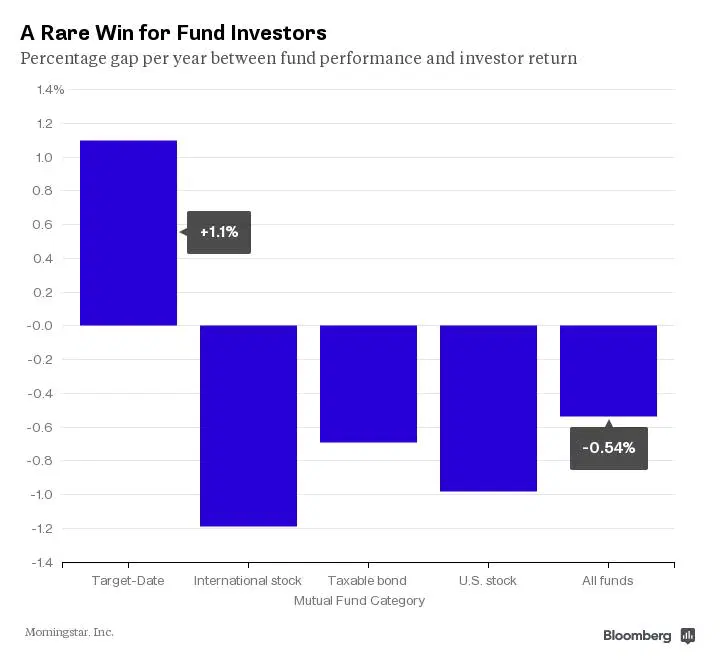 A Rare Win for Fund Investors
Percentage gap per year between fund performance and investor return
1.4%
1.2
1.0
0.8
0.6
+1.1%
0.4
0.2
-0.0
-0.2
-0.4
-0.6
-0.54%
-0.8
-1.0
-1.2
-1.4
Target-Date International stock Taxable bond U.S. stock All funds
Mutual Fund Category
Morningstar. Inc.
Bloomberg